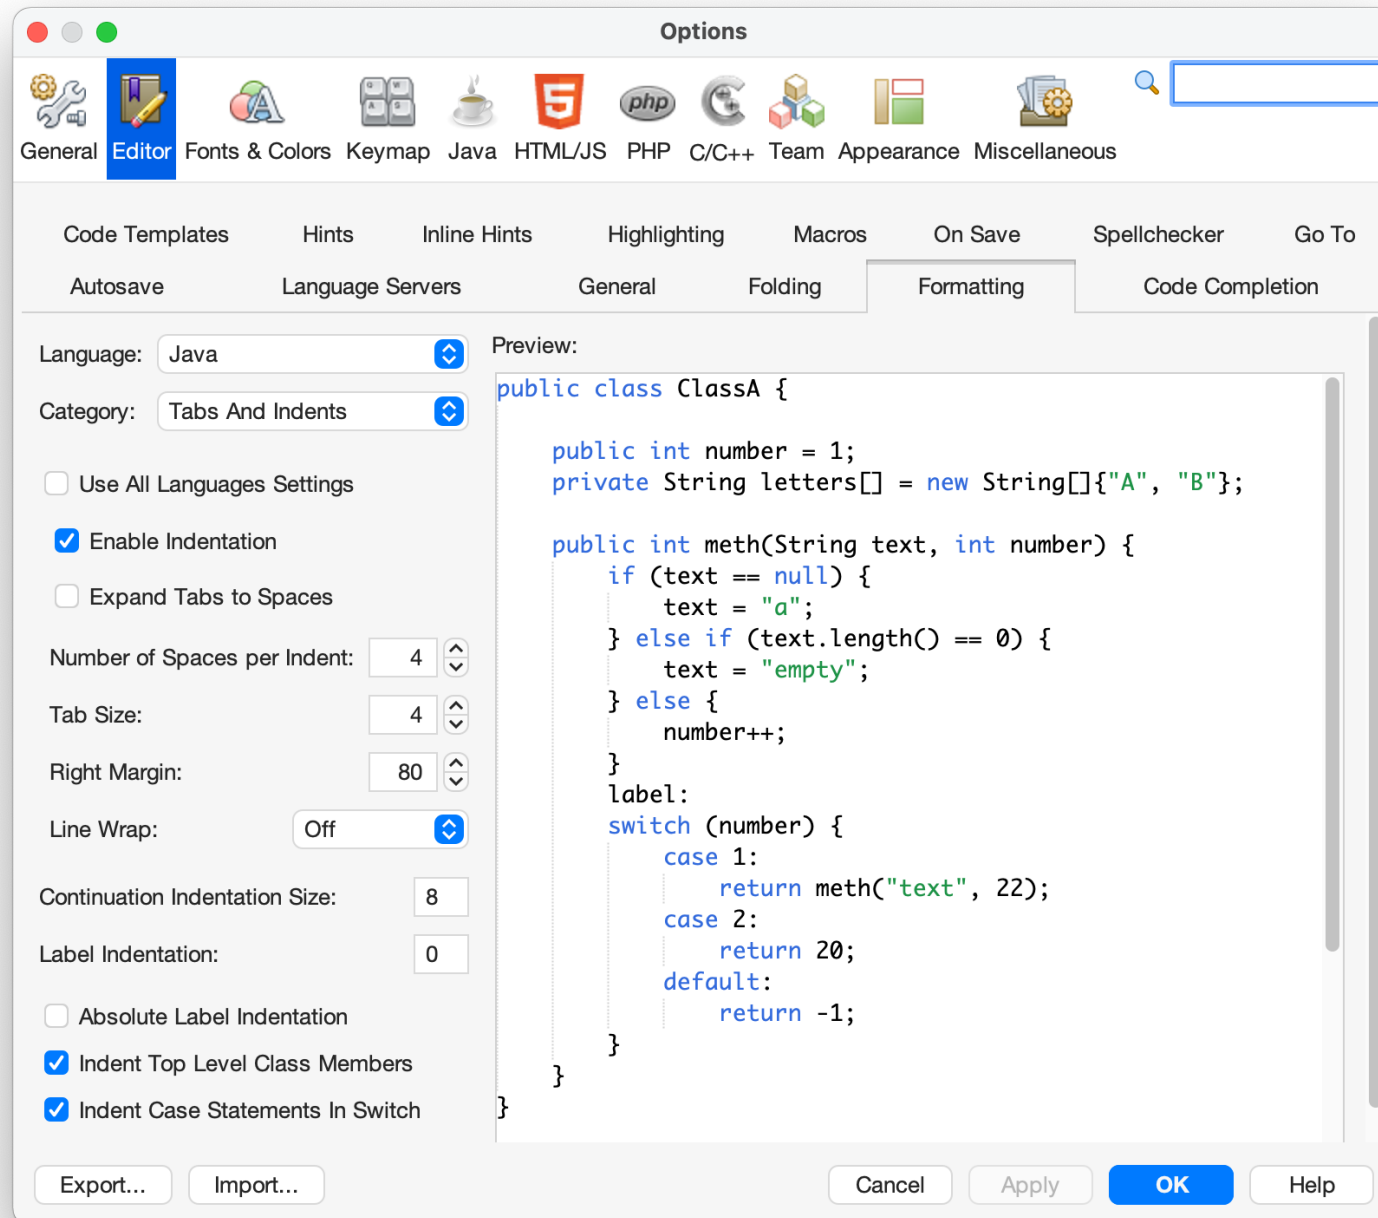 Options
General Editor Fonts & Colors Keymap Java HTML/JS PHP C/C++ Team Appearance Miscellaneous
Code Templates Hints Inline Hints Highlighting Macros On Save Spellchecker Go To
Autosave Language Servers General Folding Formatting Code Completion
Language: Java
Category: Tabs And Indents
Use All Languages Settings
Enable Indentation
Expand Tabs to Spaces
Number of Spaces per Indent: 4
Tab Size: 4
Right Margin: 80
Line Wrap: Off
Continuation Indentation Size: 8
Label Indentation: 0
Absolute Label Indentation
Indent Top Level Class Members
Indent Case Statements In Switch
Preview:
public class ClassA {
    public int number = 1;
    private String letters[] = new String[]{"A", "B"};
    public int meth(String text, int number) {
        if (text == null) {
            text = "a";
        } else if (text.length() == 0) {
            text = "empty";
        } else {
            number++;
        }
        label:
        switch (number) {
            case 1:
                return meth("text", 22);
            case 2:
                return 20;
            default:
                return -1;
        }
    }
}
Export... Import... Cancel Apply OK Help